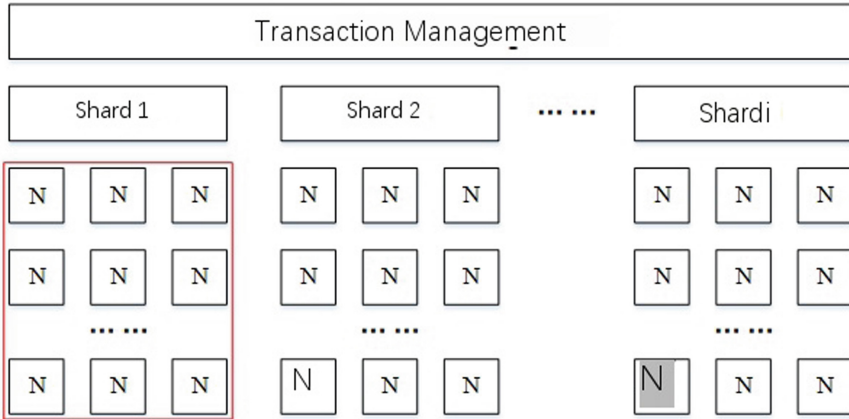 Transaction Management
Shard 1 Shard 2 ... ... Shardi
N N N N N N N N N
N N N N N N N N N
... ... ... ... ... ...
N N N N N N N N N